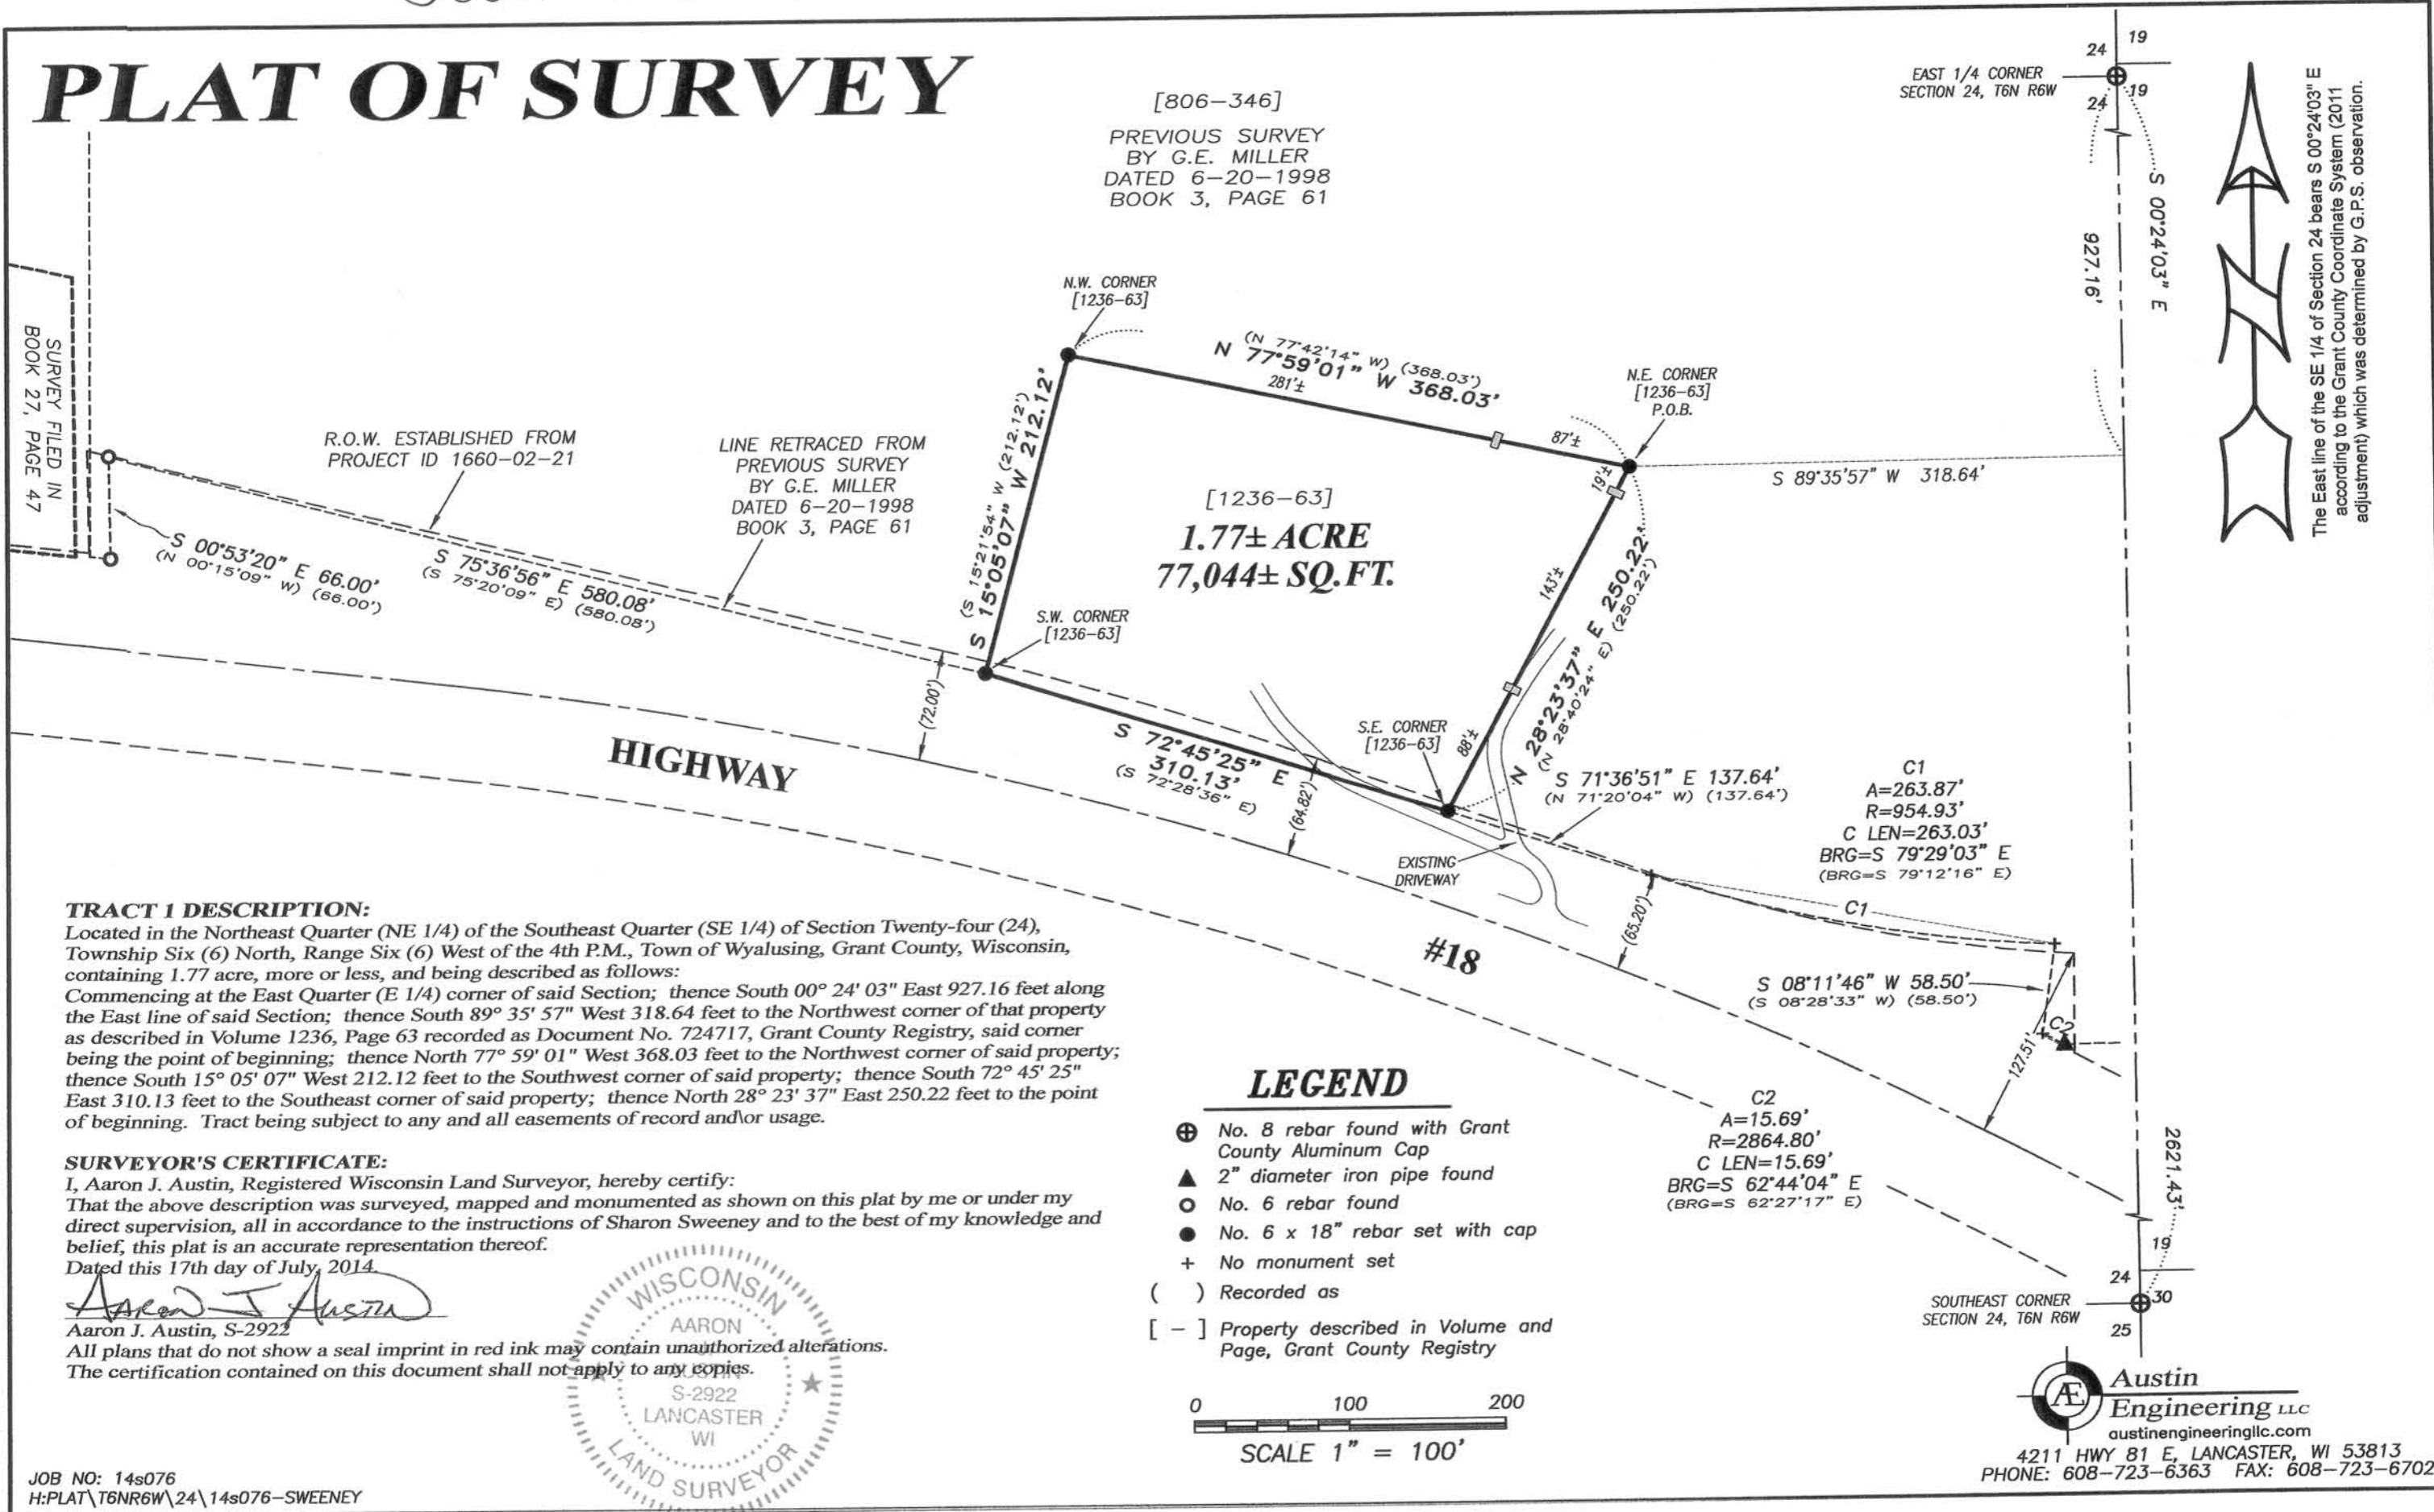 PLAT OF SURVEY
[806-346]
PREVIOUS SURVEY
BY G.E. MILLER
DATED 6-20-1998
BOOK 3, PAGE 61
24
19
EAST 1/4 CORNER
SECTION 24, T6N R6W
24
19
S 00°24'03" E
927.16'
The East line of the SE 1/4 of Section 24 bears S 00°24'03" E
according to the Grant County Coordinate System (2011
adjustment) which was determined by G.P.S. observation.
N
SURVEY FILED IN
BOOK 27, PAGE 47
R.O.W. ESTABLISHED FROM
PROJECT ID 1660-02-21
LINE RETRACED FROM
PREVIOUS SURVEY
BY G.E. MILLER
DATED 6-20-1998
BOOK 3, PAGE 61
S 00°53'20" E 66.00'
(N 00°15'09" W) (66.00')
S 75°36'56" E 580.08'
(S 75°20'09" E) (580.08')
N.W. CORNER
[1236-63]
(N 77°42'14" W) (368.03')
N 77°59'01" W 368.03'
281'±
87'±
N.E. CORNER
[1236-63]
P.O.B.
S 89°35'57" W 318.64'
(S 15°21'54" W (212.12')
S 15°05'07" W 212.12'
[1236-63]
1.77± ACRE
77,044± SQ.FT.
19'±
143'±
88'±
N 28°23'37" E 250.22'
(N 28°40'24" E) (250.22')
S.W. CORNER
[1236-63]
(72.00')
HIGHWAY
S 72°45'25" E
310.13'
(S 72°28'36" E)
(64.82')
S.E. CORNER
[1236-63]
S 71°36'51" E 137.64'
(N 71°20'04" W) (137.64')
EXISTING
DRIVEWAY
(65.20')
#18
C1
A=263.87'
R=954.93'
C LEN=263.03'
BRG=S 79°29'03" E
(BRG=S 79°12'16" E)
C1
S 08°11'46" W 58.50'
(S 08°28'33" W) (58.50')
C2
127.51'
C2
A=15.69'
R=2864.80'
C LEN=15.69'
BRG=S 62°44'04" E
(BRG=S 62°27'17" E)
2621.43'
19
24
30
25
SOUTHEAST CORNER
SECTION 24, T6N R6W
TRACT 1 DESCRIPTION:
Located in the Northeast Quarter (NE 1/4) of the Southeast Quarter (SE 1/4) of Section Twenty-four (24),
Township Six (6) North, Range Six (6) West of the 4th P.M., Town of Wyalusing, Grant County, Wisconsin,
containing 1.77 acre, more or less, and being described as follows:
Commencing at the East Quarter (E 1/4) corner of said Section; thence South 00° 24' 03" East 927.16 feet along
the East line of said Section; thence South 89° 35' 57" West 318.64 feet to the Northwest corner of that property
as described in Volume 1236, Page 63 recorded as Document No. 724717, Grant County Registry, said corner
being the point of beginning; thence North 77° 59' 01" West 368.03 feet to the Northwest corner of said property;
thence South 15° 05' 07" West 212.12 feet to the Southwest corner of said property; thence South 72° 45' 25"
East 310.13 feet to the Southeast corner of said property; thence North 28° 23' 37" East 250.22 feet to the point
of beginning. Tract being subject to any and all easements of record and\or usage.
SURVEYOR'S CERTIFICATE:
I, Aaron J. Austin, Registered Wisconsin Land Surveyor, hereby certify:
That the above description was surveyed, mapped and monumented as shown on this plat by me or under my
direct supervision, all in accordance to the instructions of Sharon Sweeney and to the best of my knowledge and
belief, this plat is an accurate representation thereof.
Dated this 17th day of July, 2014.
Aaron J Austin
Aaron J. Austin, S-2922
All plans that do not show a seal imprint in red ink may contain unauthorized alterations.
The certification contained on this document shall not apply to any copies.
WISCONSIN
AARON
J.
AUSTIN
S-2922
LANCASTER
WI
LAND SURVEYOR
LEGEND
No. 8 rebar found with Grant
County Aluminum Cap
2" diameter iron pipe found
No. 6 rebar found
No. 6 x 18" rebar set with cap
+ No monument set
( ) Recorded as
[ - ] Property described in Volume and
Page, Grant County Registry
0 100 200
SCALE 1" = 100'
Æ
Austin
Engineering LLC
austinengineeringllc.com
4211 HWY 81 E, LANCASTER, WI 53813
PHONE: 608-723-6363 FAX: 608-723-6702
JOB NO: 14s076
H:PLAT\T6NR6W\24\14s076-SWEENEY